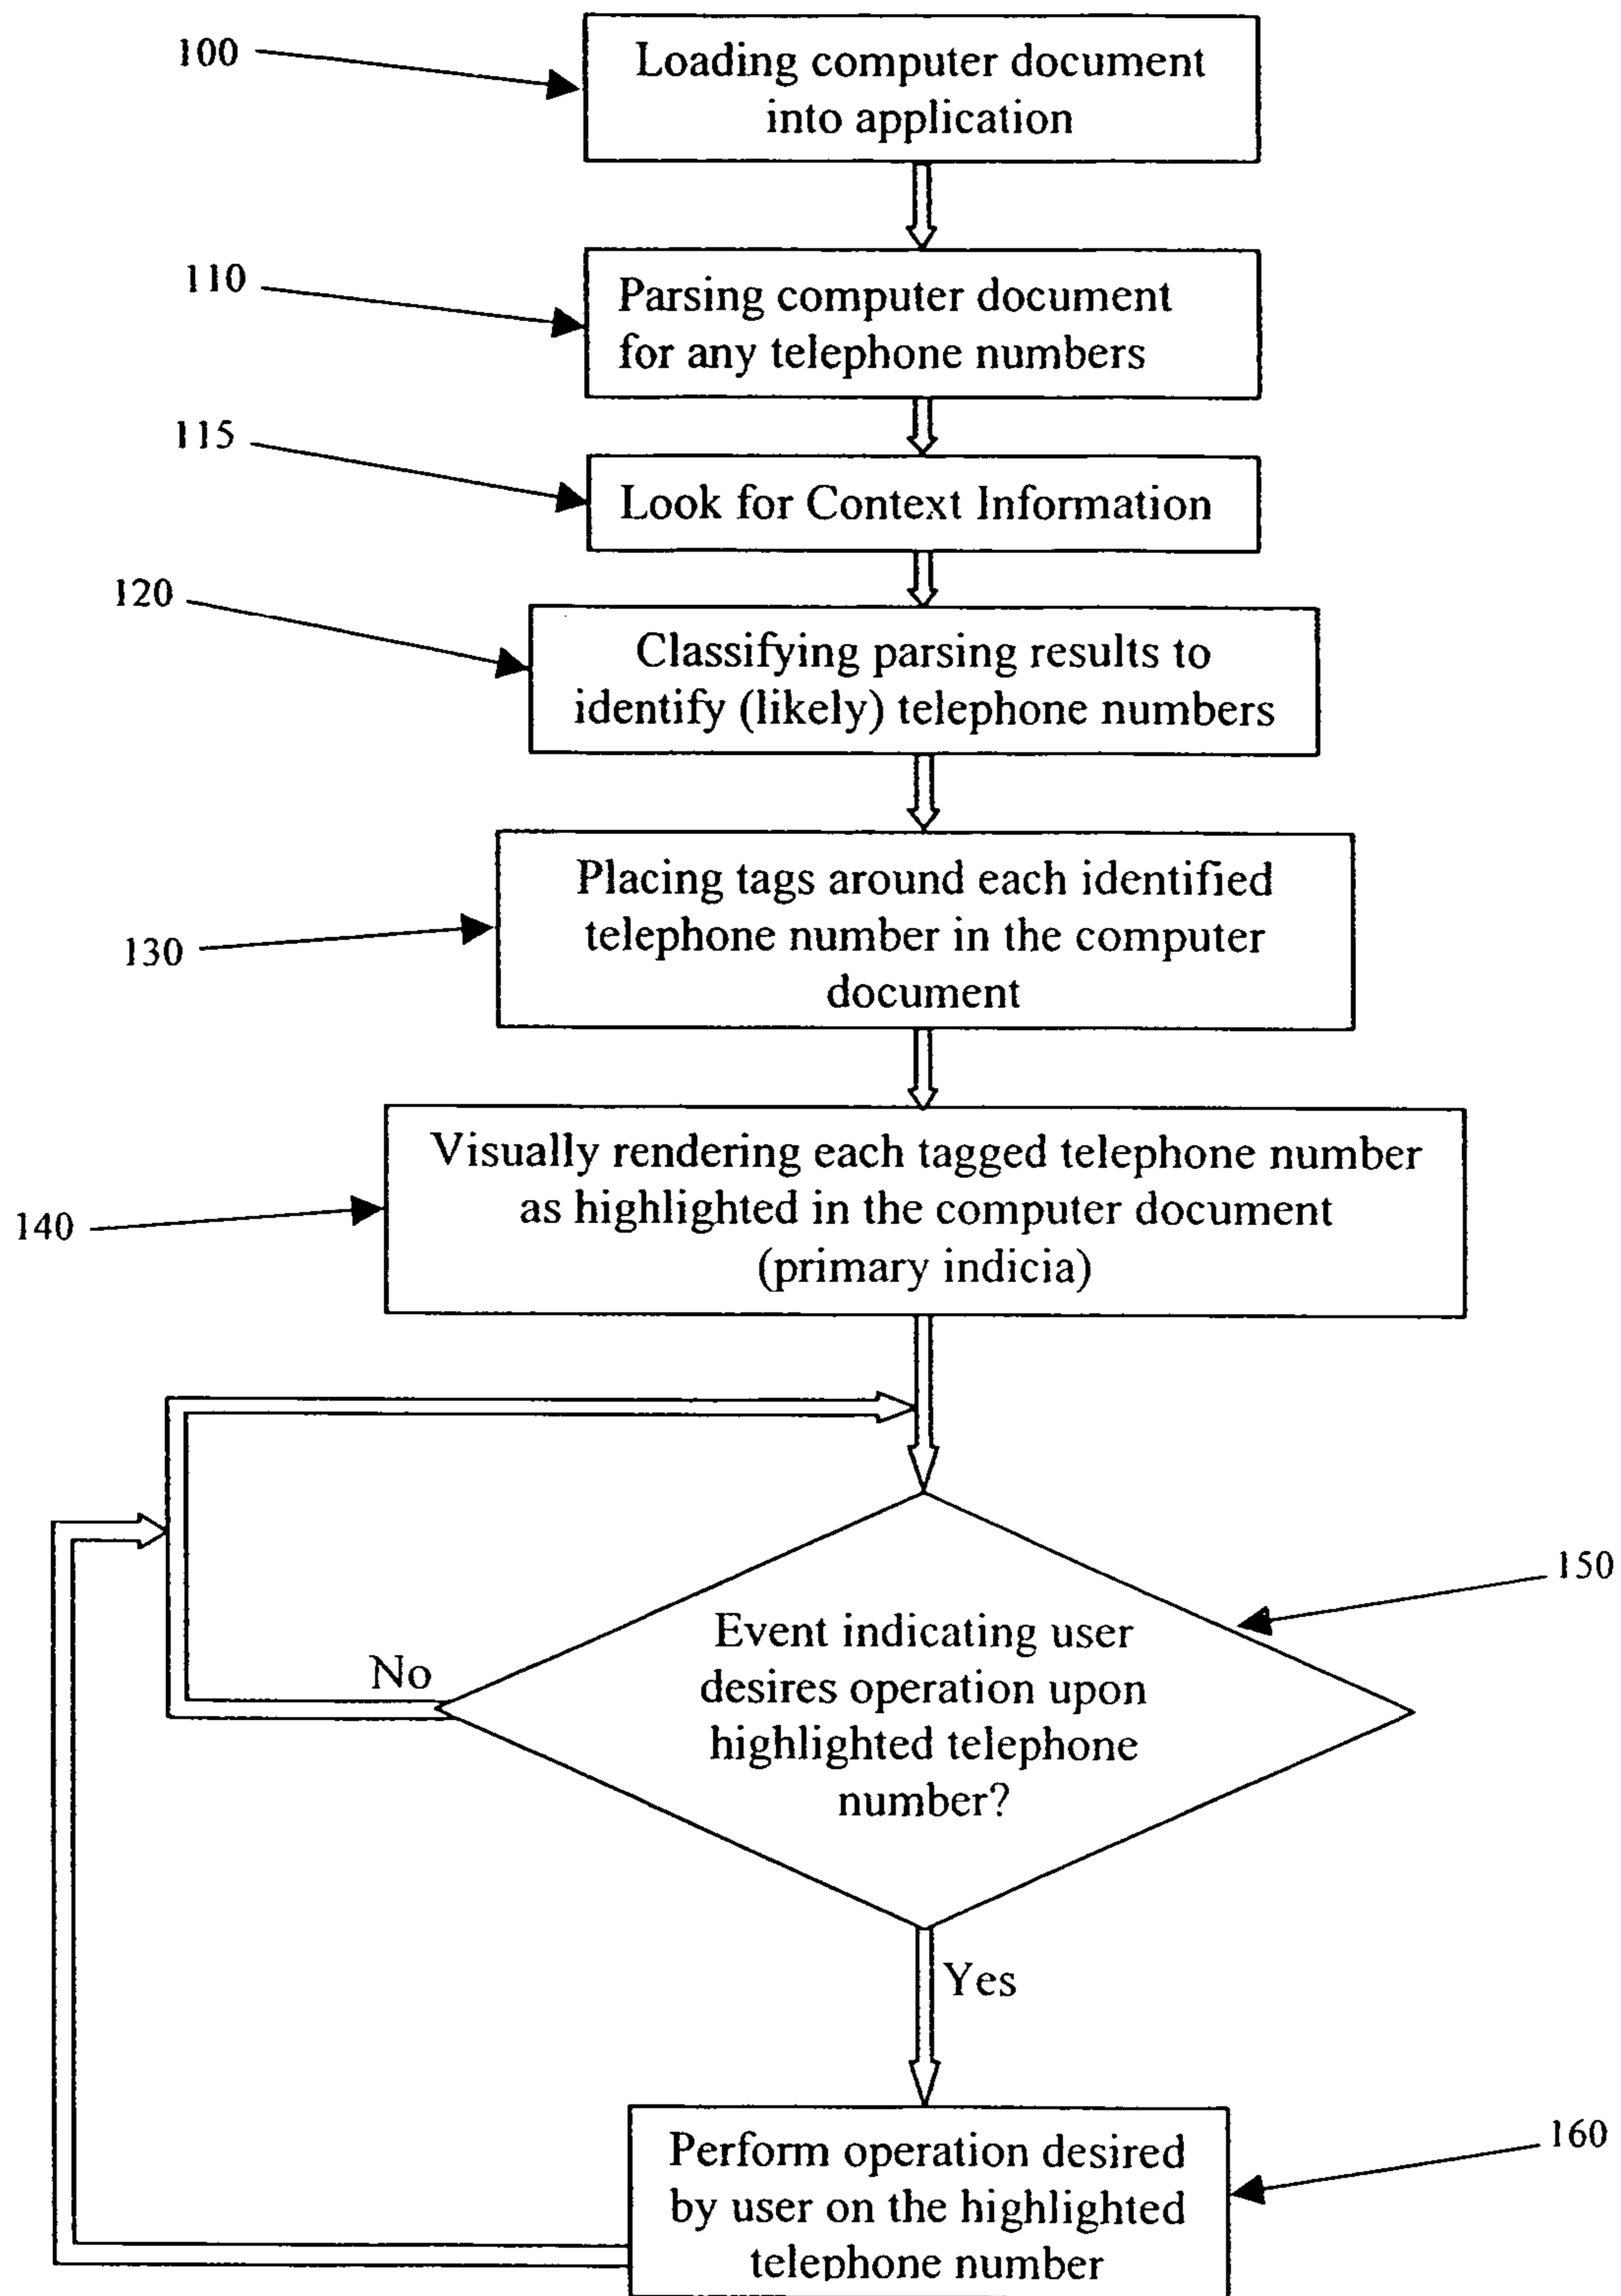 100
Loading computer document
into application
110
Parsing computer document
for any telephone numbers
115
Look for Context Information
120
Classifying parsing results to
identify (likely) telephone numbers
130
Placing tags around each identified
telephone number in the computer
document
140
Visually rendering each tagged telephone number
as highlighted in the computer document
(primary indicia)
150
Event indicating user
desires operation upon
highlighted telephone
number?
No
Yes
160
Perform operation desired
by user on the highlighted
telephone number